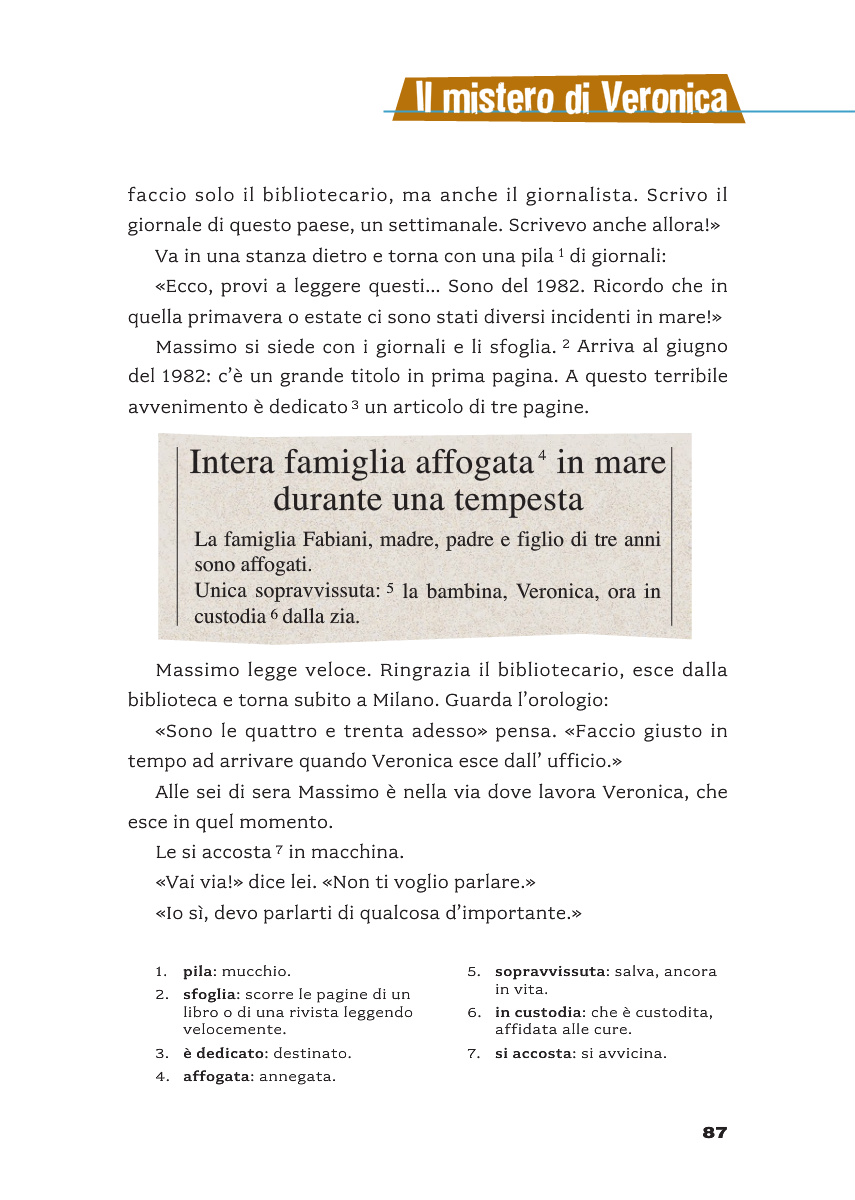 Il mistero di Veronica
faccio solo il bibliotecario, ma anche il giornalista. Scrivo il
giornale di questo paese, un settimanale. Scrivevo anche allora!»
Va in una stanza dietro e torna con una pila 1 di giornali:
«Ecco, provi a leggere questi... Sono del 1982. Ricordo che in
quella primavera o estate ci sono stati diversi incidenti in mare!»
Massimo si siede con i giornali e li sfoglia. 2 Arriva al giugno
del 1982: c’è un grande titolo in prima pagina. A questo terribile
avvenimento è dedicato 3 un articolo di tre pagine.
Intera famiglia affogata 4 in mare
durante una tempesta
La famiglia Fabiani, madre, padre e figlio di tre anni
sono affogati.
Unica sopravvissuta: 5 la bambina, Veronica, ora in
custodia 6 dalla zia.
Massimo legge veloce. Ringrazia il bibliotecario, esce dalla
biblioteca e torna subito a Milano. Guarda l’orologio:
«Sono le quattro e trenta adesso» pensa. «Faccio giusto in
tempo ad arrivare quando Veronica esce dall’ ufficio.»
Alle sei di sera Massimo è nella via dove lavora Veronica, che
esce in quel momento.
Le si accosta 7 in macchina.
«Vai via!» dice lei. «Non ti voglio parlare.»
«Io sì, devo parlarti di qualcosa d’importante.»
1. pila: mucchio.
2. sfoglia: scorre le pagine di un
libro o di una rivista leggendo
velocemente.
3. è dedicato: destinato.
4. affogata: annegata.
5. sopravvissuta: salva, ancora
in vita.
6. in custodia: che è custodita,
affidata alle cure.
7. si accosta: si avvicina.
87